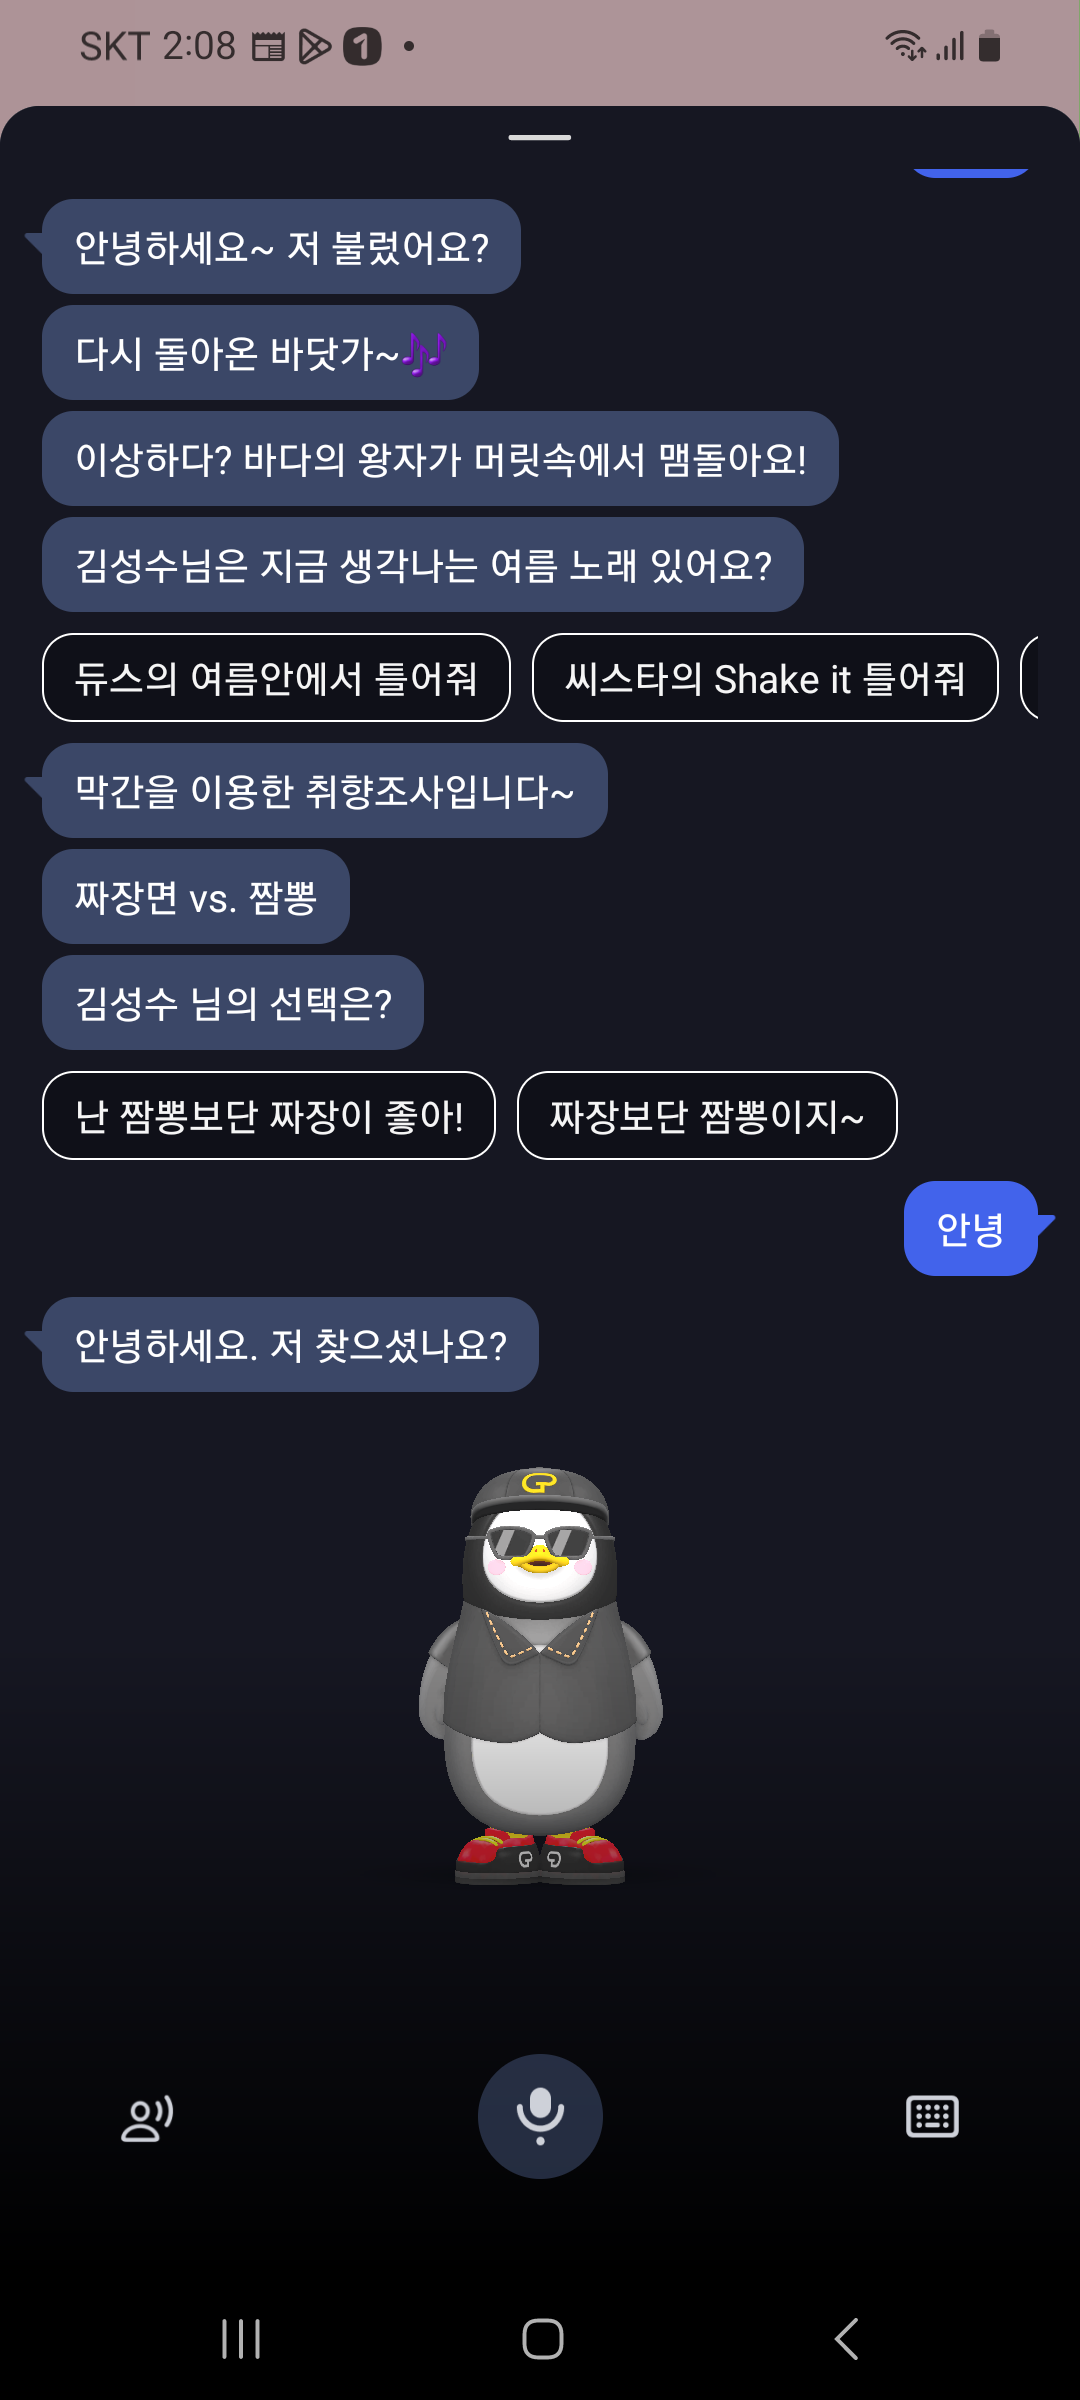 SKT 2:08
안녕하세요~ 저 불렀어요?
다시 돌아온 바닷가~🎶
이상하다? 바다의 왕자가 머릿속에서 맴돌아요!
김성수님은 지금 생각나는 여름 노래 있어요?
듀스의 여름안에서 틀어줘
씨스타의 Shake it 틀어줘
막간을 이용한 취향조사입니다~
짜장면 vs. 짬뽕
김성수 님의 선택은?
난 짬뽕보단 짜장이 좋아!
짜장보단 짬뽕이지~
안녕
안녕하세요. 저 찾으셨나요?